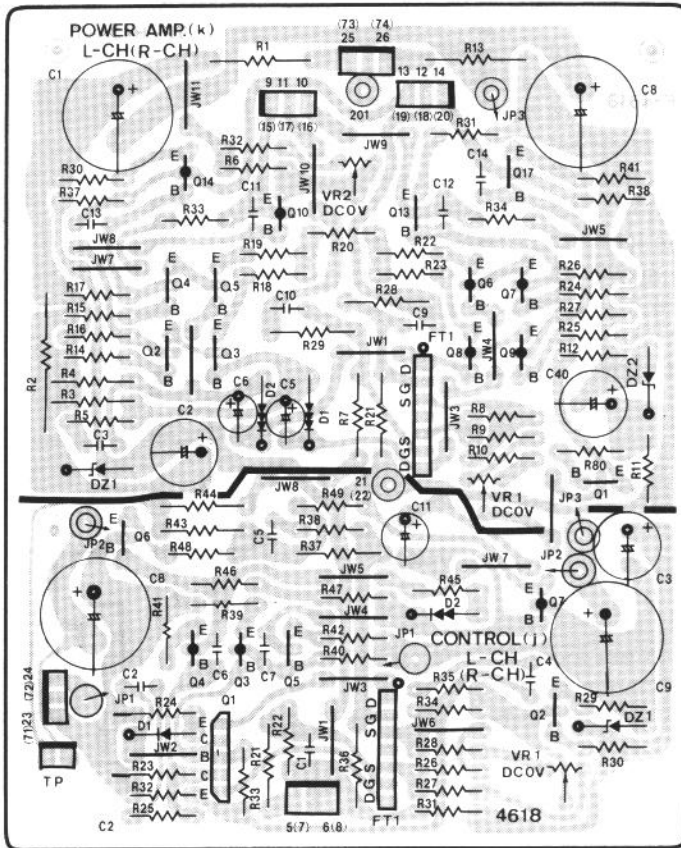 POWER AMP.(k)
L-CH(R-CH)
(73) (74)
25 26
R1
R13
C1
C8
JW11
9 11 10
13 12 14
(15)(17)(16)
201
(19)(18)(20)
JP3
R32
R6
JW9
R31
C14
E
Q17
B
R30
R37
E
Q14
B
C11
JW10
VR2
DC0V
R41
R38
C13
R33
E
Q10
B
R20
E
Q13
B
C12
R34
JW8
JW7
R19
R18
R22
R23
JW5
R17
R15
R16
R14
E
Q4
B
E
Q5
B
C10
R28
E
Q6
B
E
Q7
B
R26
R24
R27
R25
R12
R29
C9
FT1
R2
E
Q2
B
E
Q3
B
JW1
E
Q8
B
JW4
E
Q9
B
DZ2
R4
R3
R5
C6
D2
C5
D1
S G D
C40
C3
C2
R7
R21
JW3
R8
R9
R10
DZ1
D G S
R80
B E
Q1
R11
JW8
21
(22)
VR1
DC0V
JP3
R44
R49
JP2
E
Q6
B
R43
R48
C5
R38
R37
C11
JW7
JP2
C3
C8
R46
JW5
R45
R41
R39
R47
D2
E
Q7
B
JW4
E
Q4
B
C6
E
Q3
B
C7
E
Q5
B
R42
R40
JP1
CONTROL(j)
L-CH
(R-CH)
C4
C9
(72)24
(71)23
C2
JP1
JW3
R35
R34
R24
Q1
D1
JW2
E
C
B
C
E
R22
JW1
S G D
JW6
E
Q2
B
R29
DZ1
R30
TP
R23
R32
R25
R33
R21
C1
R36
D G S
R28
R26
R27
R31
VR1
DC0V
C2
5(7) 6(8)
FT1
4618